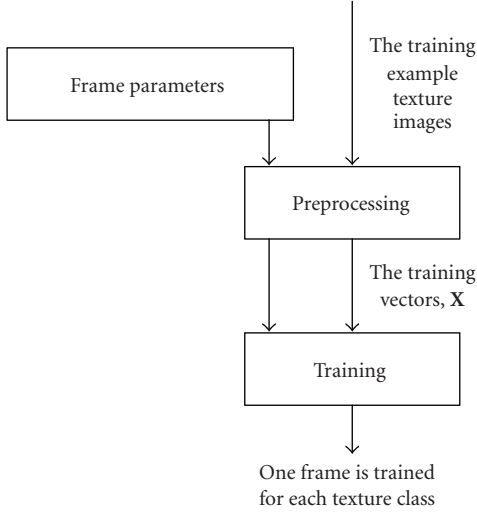 The training
example
texture
images
Frame parameters
Preprocessing
The training
vectors, X
Training
One frame is trained
for each texture class